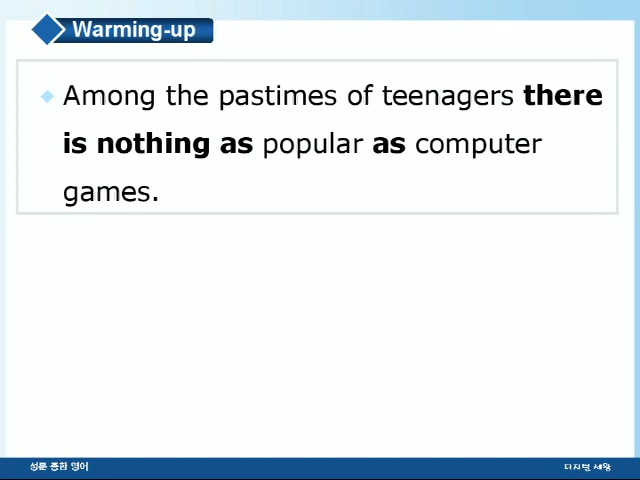 Warming-up
Among the pastimes of teenagers there
is nothing as popular as computer
games.
성문 종합 영어
디지털 세왕